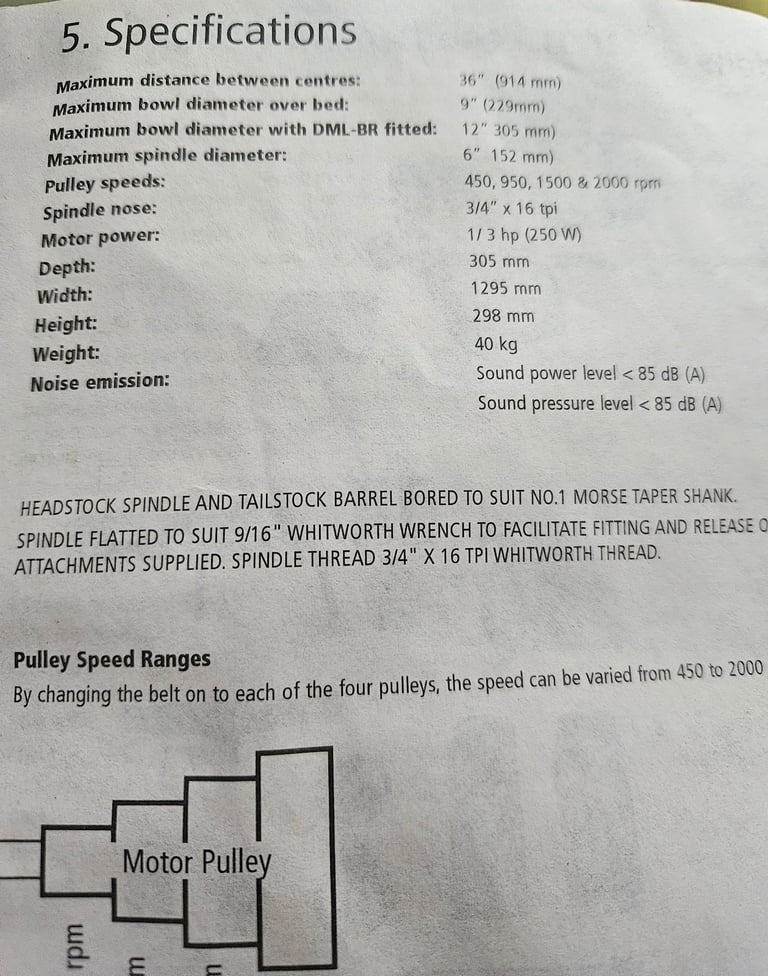 5. Specifications
Maximum distance between centres: 36" (914 mm)
Maximum bowl diameter over bed: 9" (229mm)
Maximum bowl diameter with DML-BR fitted: 12" 305 mm)
Maximum spindle diameter: 6" 152 mm)
Pulley speeds: 450, 950, 1500 & 2000 rpm
Spindle nose: 3/4" x 16 tpi
Motor power: 1/ 3 hp (250 W)
Depth: 305 mm
Width: 1295 mm
Height: 298 mm
Weight: 40 kg
Noise emission: Sound power level < 85 dB (A)
Sound pressure level < 85 dB (A)
HEADSTOCK SPINDLE AND TAILSTOCK BARREL BORED TO SUIT NO.1 MORSE TAPER SHANK.
SPINDLE FLATTED TO SUIT 9/16" WHITWORTH WRENCH TO FACILITATE FITTING AND RELEASE
ATTACHMENTS SUPPLIED. SPINDLE THREAD 3/4" X 16 TPI WHITWORTH THREAD.
Pulley Speed Ranges
By changing the belt on to each of the four pulleys, the speed can be varied from 450 to 2000
Motor Pulley
rpm